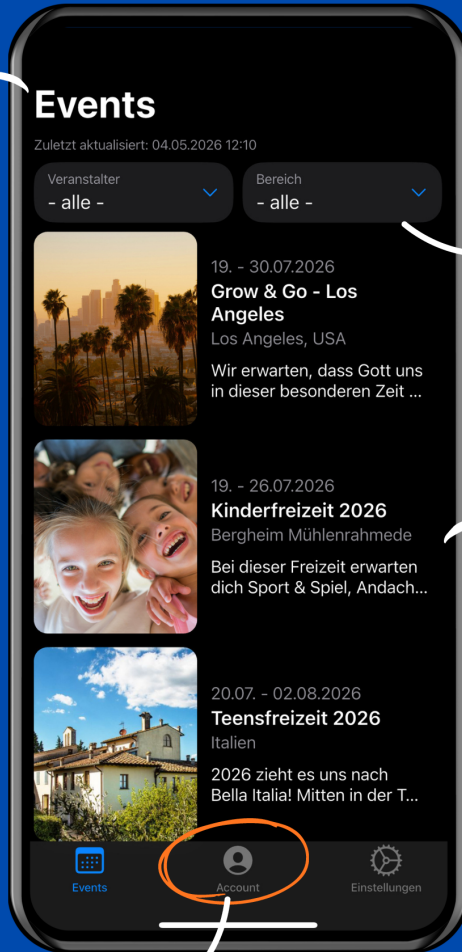 Events
Zuletzt aktualisiert: 04.05.2026 12:10
Veranstalter
- alle -
Bereich
- alle -
19. - 30.07.2026
Grow & Go - Los
Angeles
Los Angeles, USA
Wir erwarten, dass Gott uns
in dieser besonderen Zeit ...
19. - 26.07.2026
Kinderfreizeit 2026
Bergheim Mühlenrahmede
Bei dieser Freizeit erwarten
dich Sport & Spiel, Andach...
20.07. - 02.08.2026
Teensfreizeit 2026
Italien
2026 zieht es uns nach
Bella Italia! Mitten in der T...
Events
Account
Einstellungen